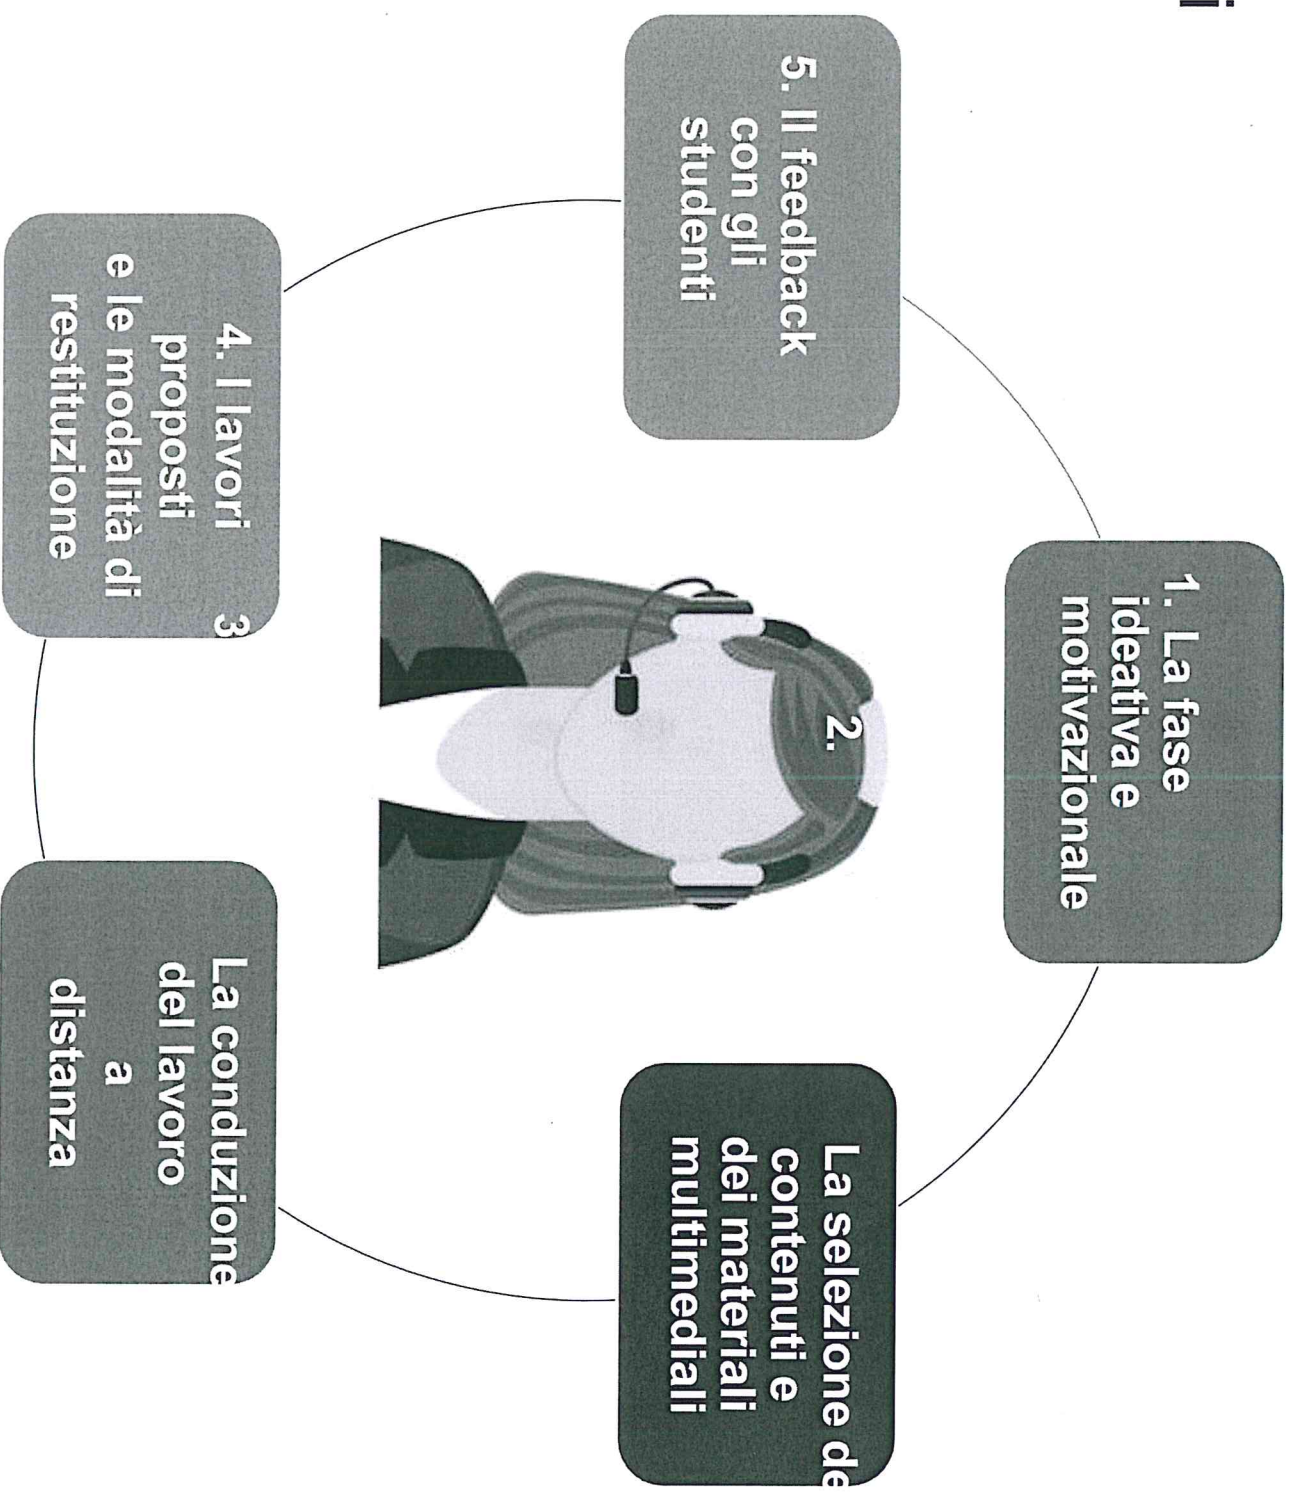 1. La fase
ideativa e
motivazionale
2.
La selezione de
contenuti e
dei materiali
multimediali
3
La conduzione
del lavoro
a
distanza
4. I lavori
proposti
e le modalità di
restituzione
5. Il feedback
con gli
studenti